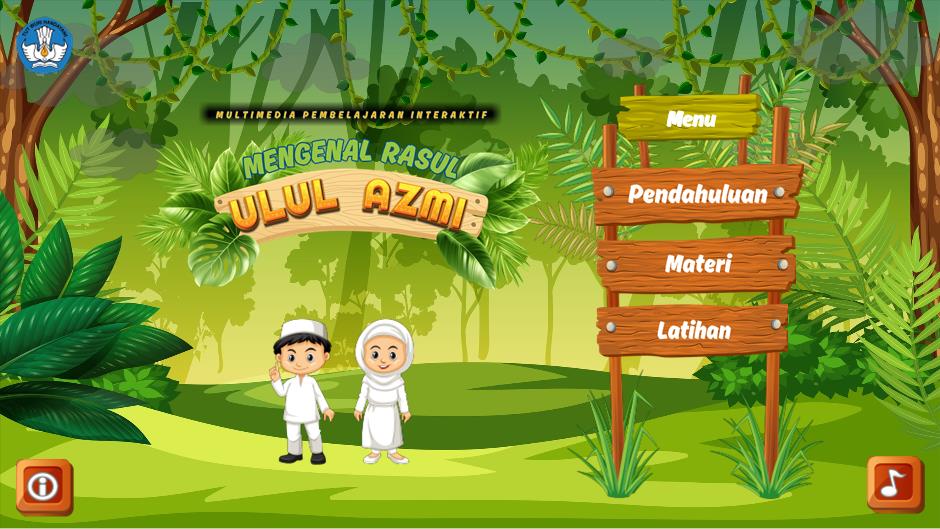 MULTIMEDIA PEMBELAJARAN INTERAKTIF
MENGENAL RASUL
ULUL AZMI
Menu
Pendahuluan
Materi
Latihan